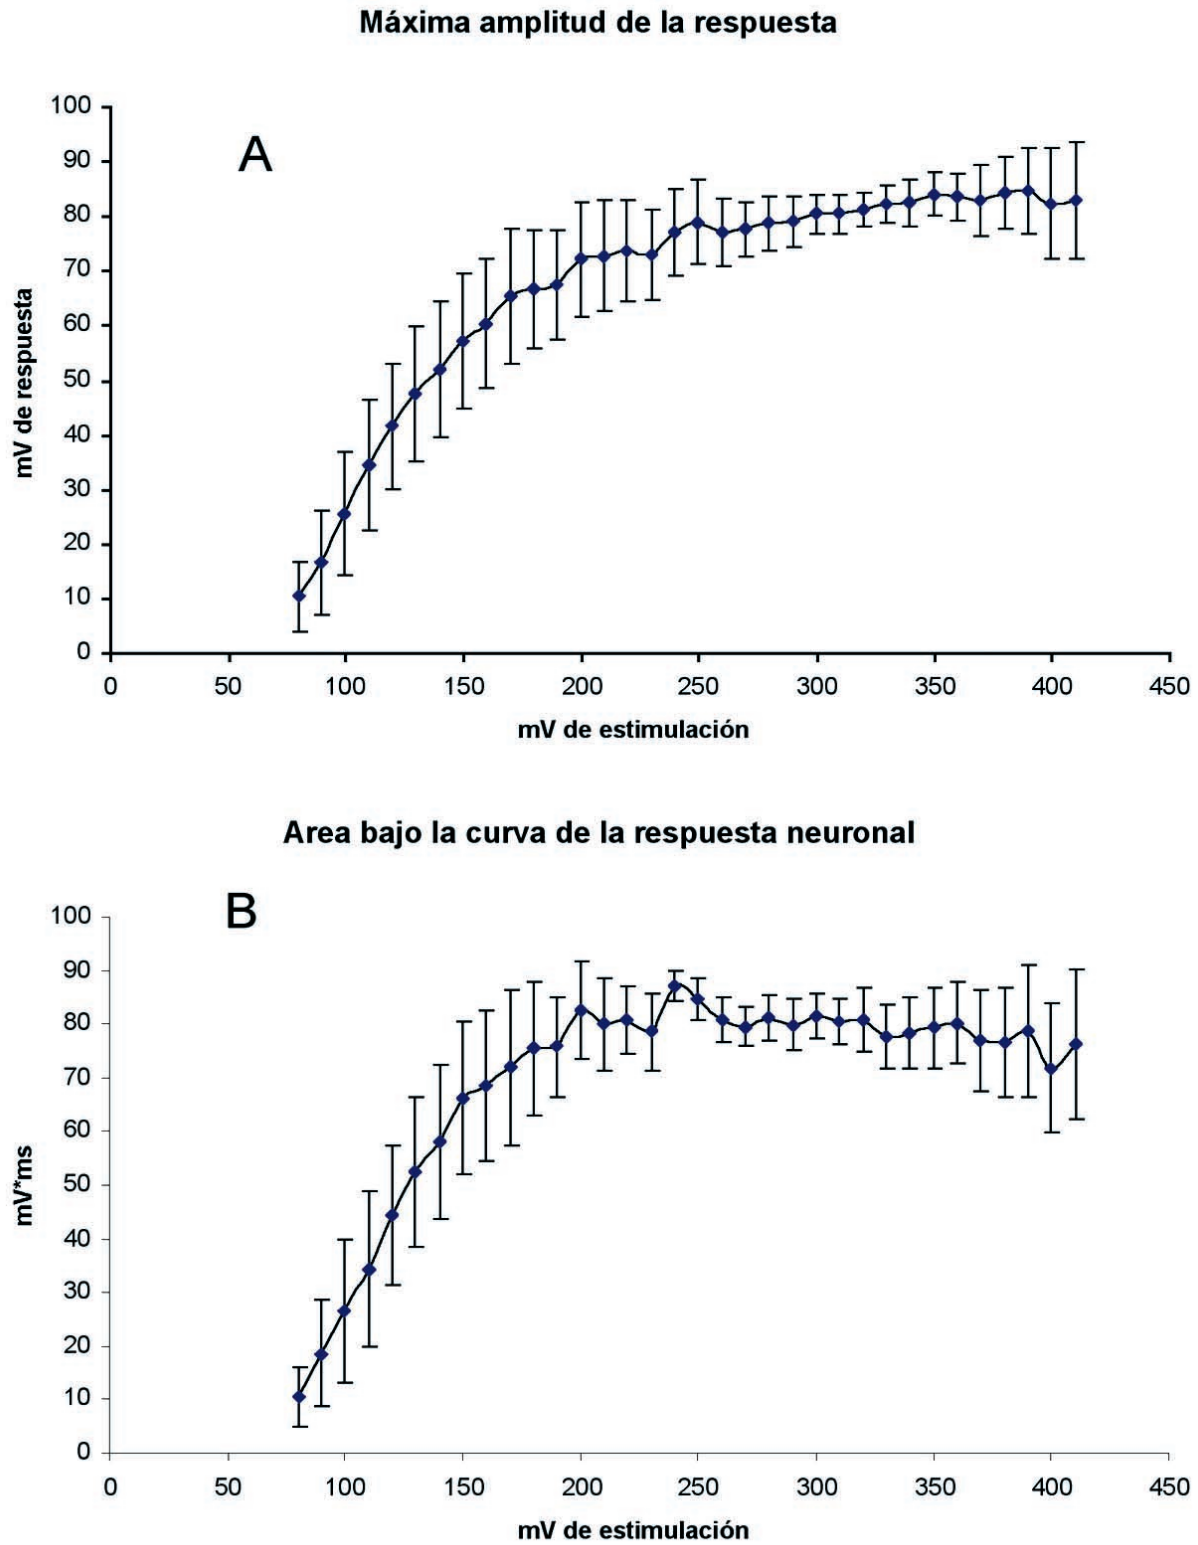 Máxima amplitud de la respuesta
A
100
90
80
70
60
50
40
30
20
10
0
mV de respuesta
0 50 100 150 200 250 300 350 400 450
mV de estimulación
Area bajo la curva de la respuesta neuronal
B
100
90
80
70
60
50
40
30
20
10
0
mV*ms
0 50 100 150 200 250 300 350 400 450
mV de estimulación